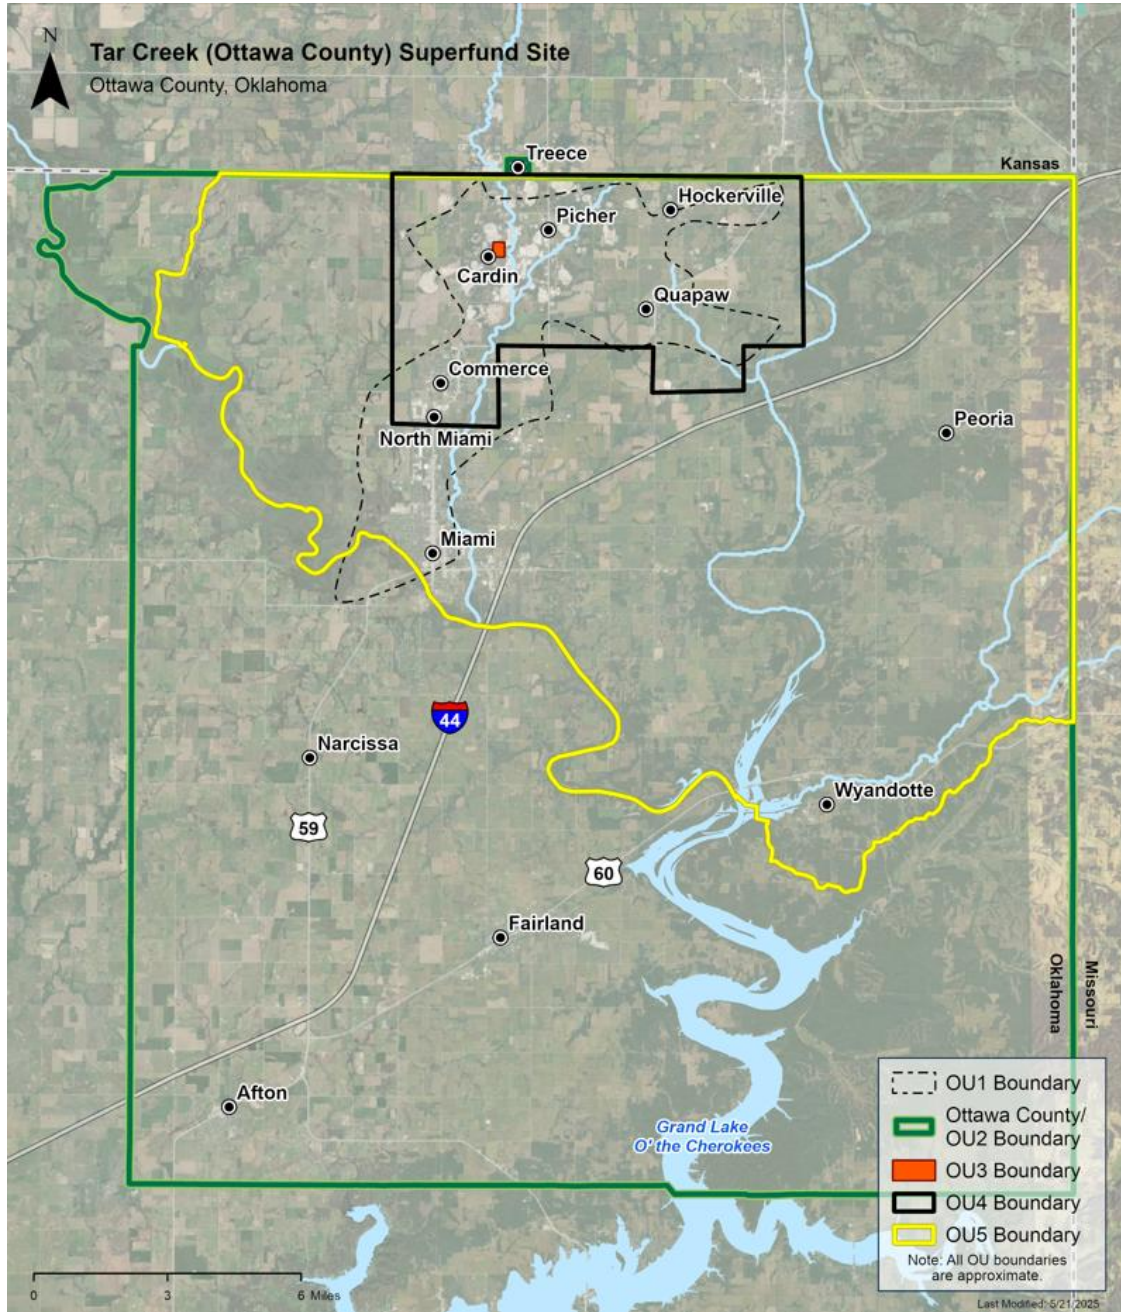 N
Tar Creek (Ottawa County) Superfund Site
Ottawa County, Oklahoma
Treece
Kansas
Hockerville
Picher
Cardin
Quapaw
Commerce
North Miami
Peoria
Miami
44
Narcissa
59
Wyandotte
60
Fairland
Oklahoma
Missouri
Afton
Grand Lake
O' the Cherokees
OU1 Boundary
Ottawa County/
OU2 Boundary
OU3 Boundary
OU4 Boundary
OU5 Boundary
Note: All OU boundaries
are approximate.
0 3 6 Miles
Last Modified: 5/21/2025